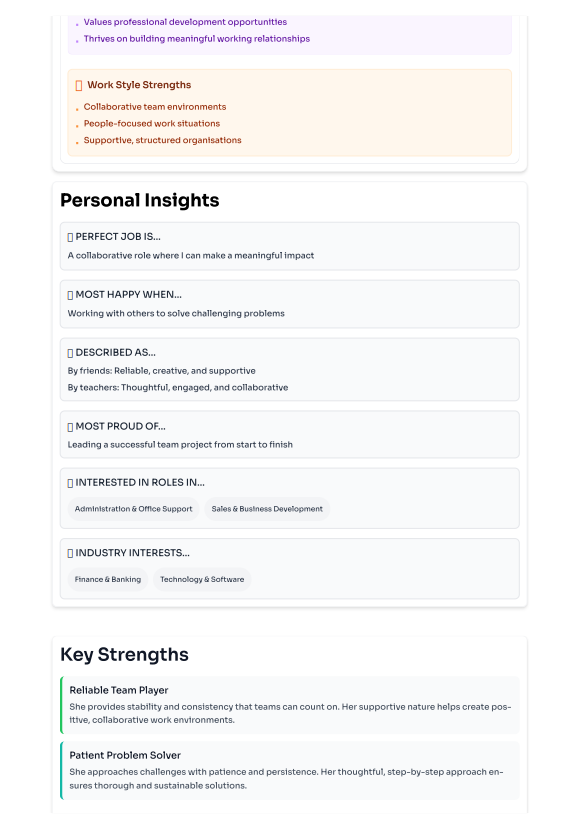 Values professional development opportunities
Thrives on building meaningful working relationships
Work Style Strengths
Collaborative team environments
People-focused work situations
Supportive, structured organisations
Personal Insights
PERFECT JOB IS...
A collaborative role where I can make a meaningful impact
MOST HAPPY WHEN...
Working with others to solve challenging problems
DESCRIBED AS...
By friends: Reliable, creative, and supportive
By teachers: Thoughtful, engaged, and collaborative
MOST PROUD OF...
Leading a successful team project from start to finish
INTERESTED IN ROLES IN...
Administration & Office Support
Sales & Business Development
INDUSTRY INTERESTS...
Finance & Banking
Technology & Software
Key Strengths
Reliable Team Player
She provides stability and consistency that teams can count on. Her supportive nature helps create pos-
itive, collaborative work environments.
Patient Problem Solver
She approaches challenges with patience and persistence. Her thoughtful, step-by-step approach en-
sures thorough and sustainable solutions.